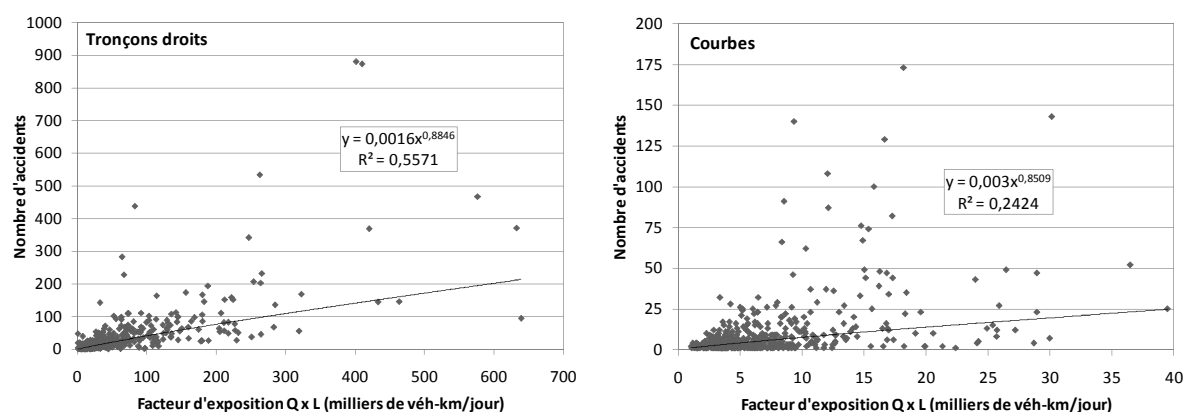 Tronçons droits
Nombre d'accidents
1000
900
800
700
600
500
400
300
200
100
0
y = 0,0016x^0,8846
R² = 0,5571
0 100 200 300 400 500 600 700
Facteur d'exposition Q x L (milliers de véh-km/jour)
Courbes
Nombre d'accidents
200
175
150
125
100
75
50
25
0
y = 0,003x^0,8509
R² = 0,2424
0 5 10 15 20 25 30 35 40
Facteur d'exposition Q x L (milliers de véh-km/jour)